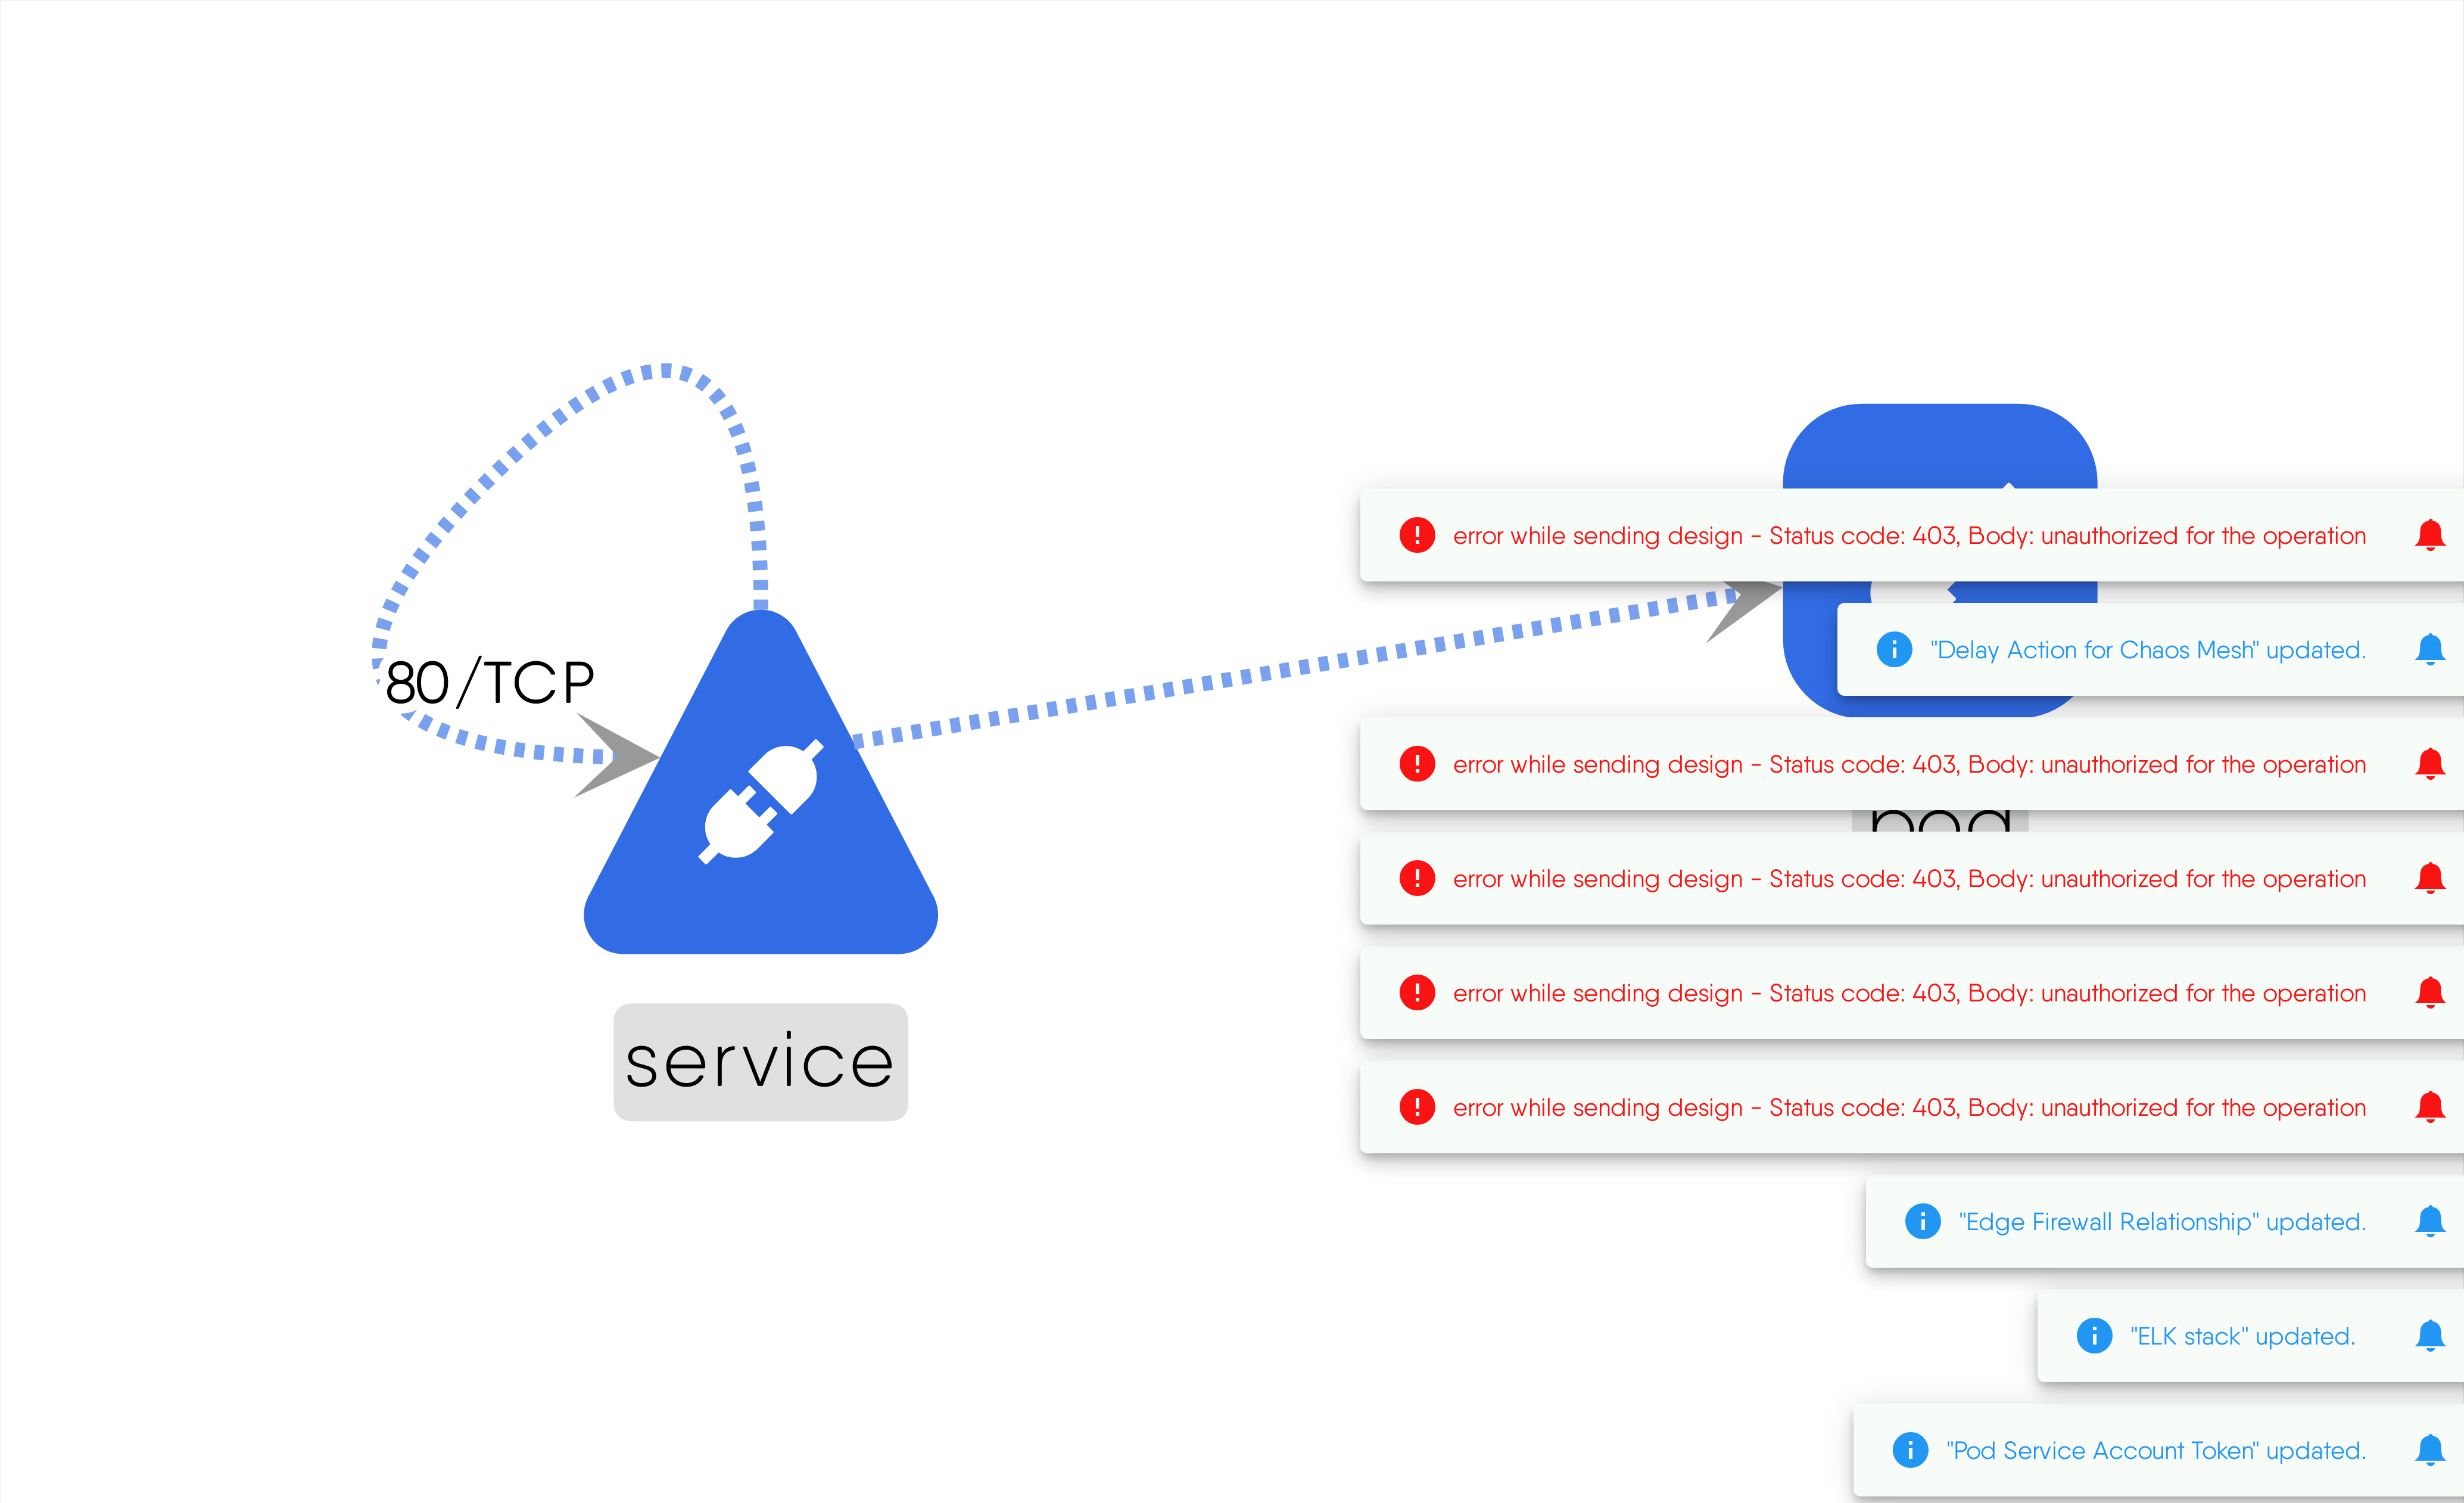 error while sending design - Status code: 403, Body: unauthorized for the operation
"Delay Action for Chaos Mesh" updated.
80/TCP
error while sending design - Status code: 403, Body: unauthorized for the operation
pod
error while sending design - Status code: 403, Body: unauthorized for the operation
error while sending design - Status code: 403, Body: unauthorized for the operation
service
error while sending design - Status code: 403, Body: unauthorized for the operation
"Edge Firewall Relationship" updated.
"ELK stack" updated.
"Pod Service Account Token" updated.